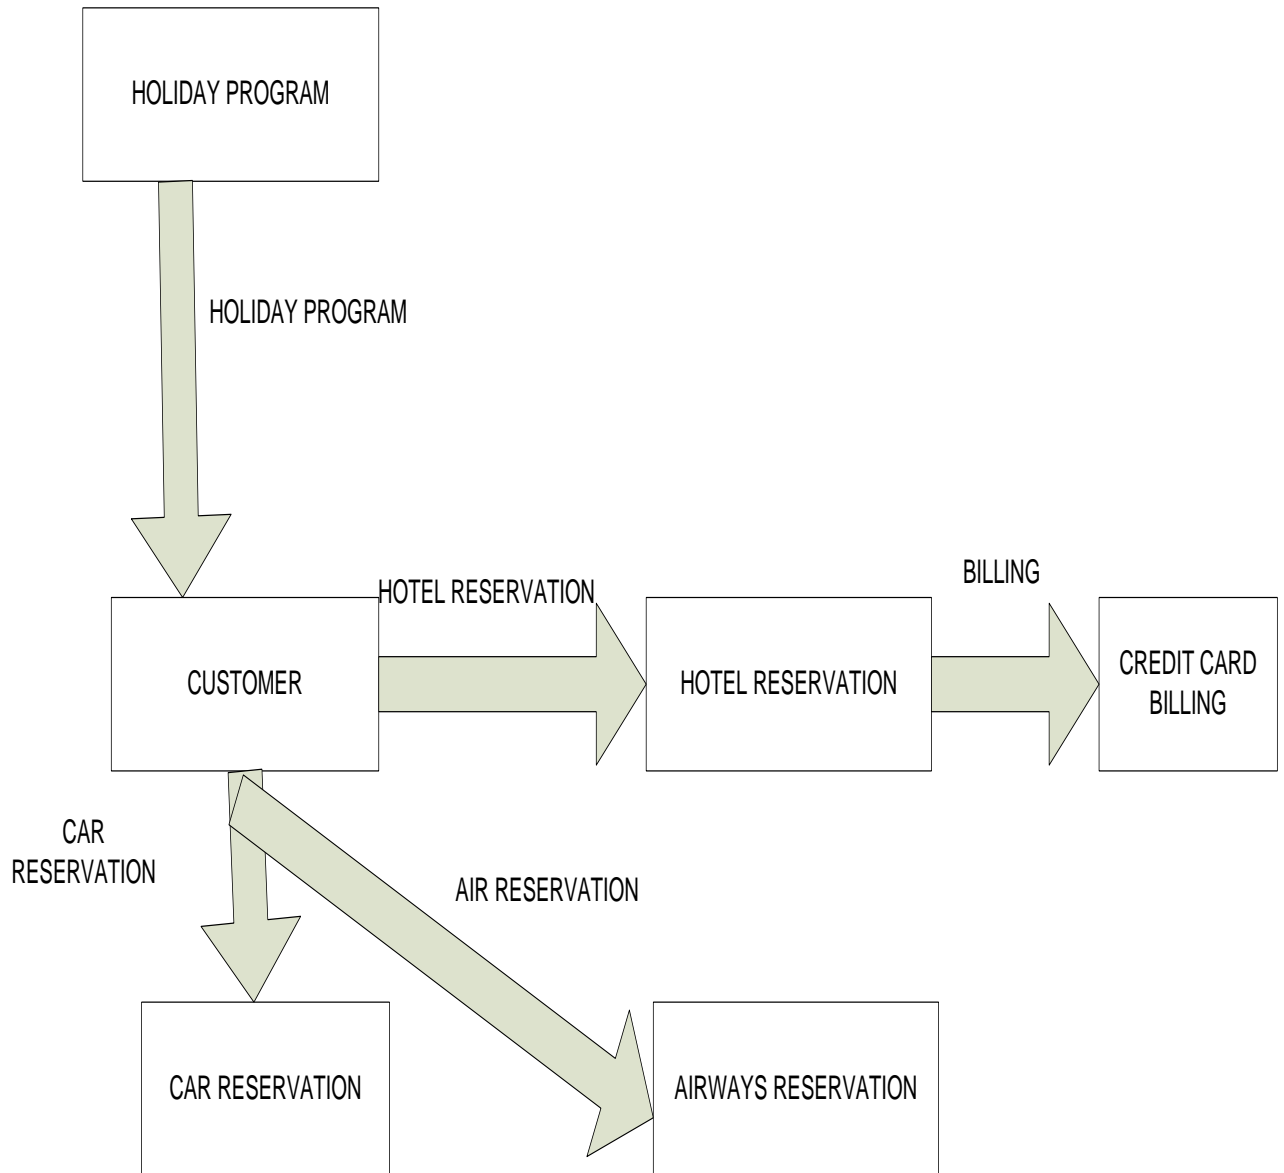 HOLIDAY PROGRAM
HOLIDAY PROGRAM
HOTEL RESERVATION
BILLING
CUSTOMER
HOTEL RESERVATION
CREDIT CARD
BILLING
CAR
RESERVATION
AIR RESERVATION
CAR RESERVATION
AIRWAYS RESERVATION